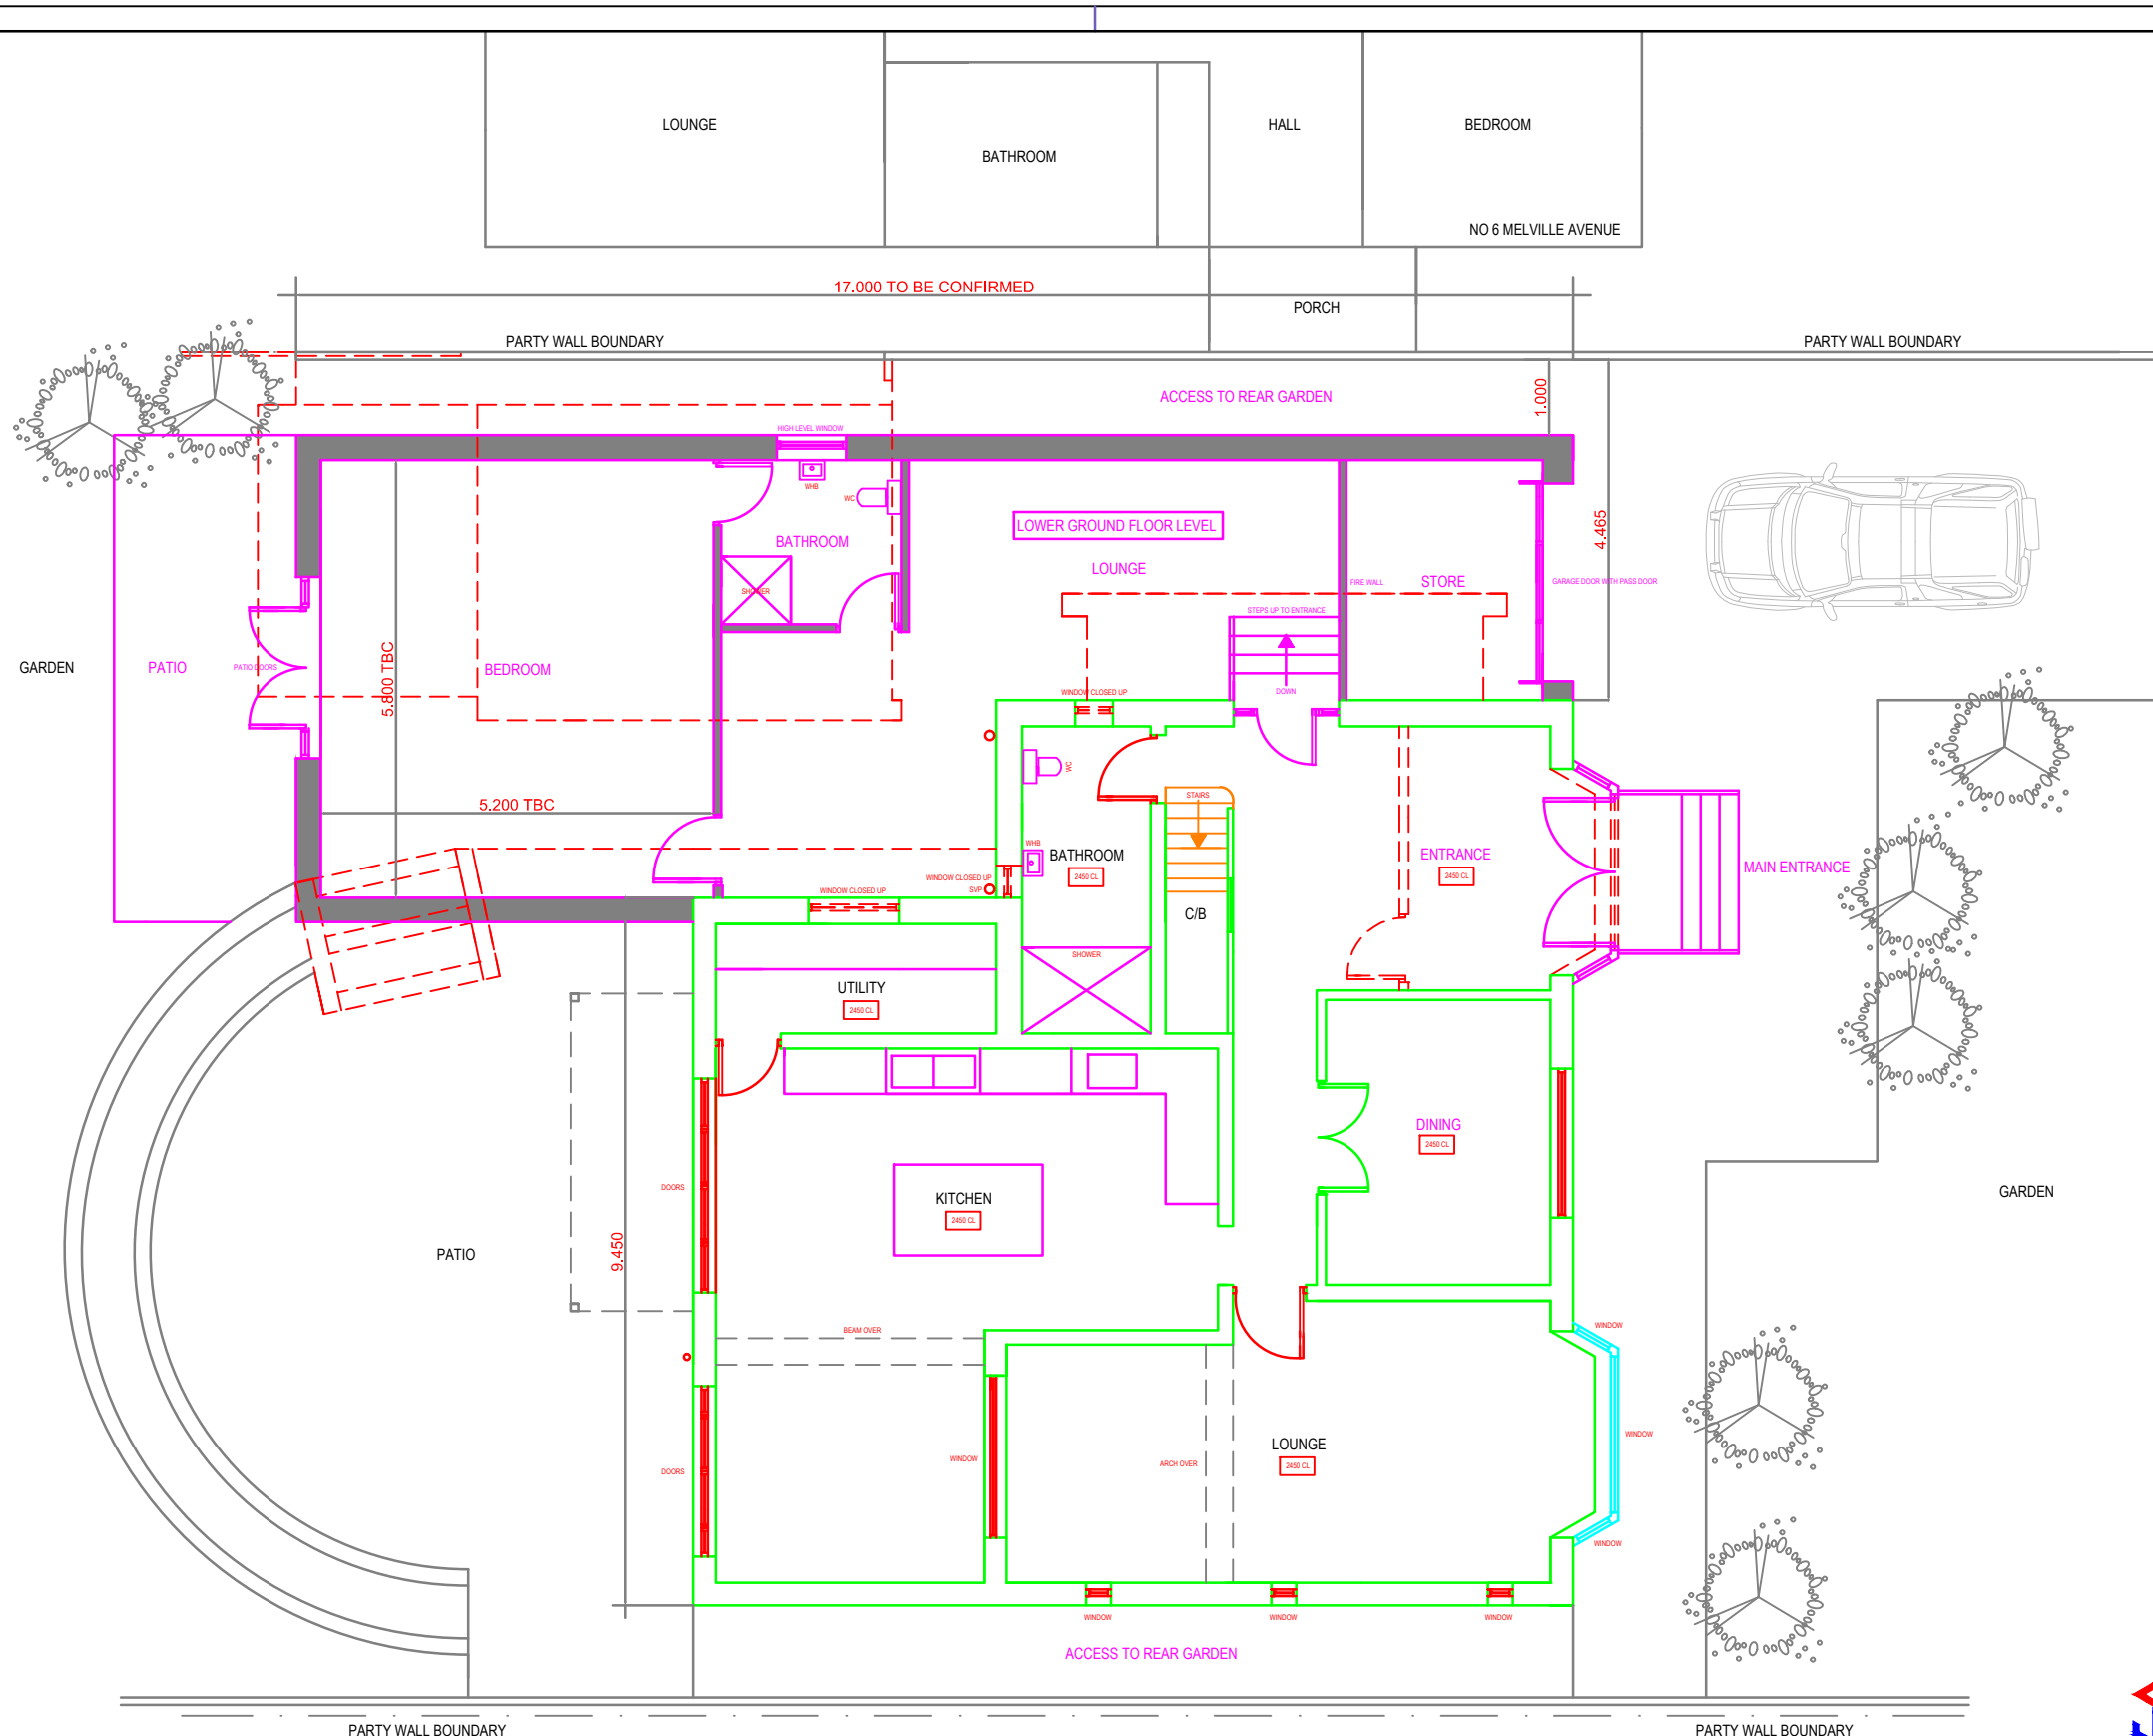 LOUNGE
BATHROOM
HALL
BEDROOM
NO 6 MELVILLE AVENUE
17.000 TO BE CONFIRMED
PORCH
PARTY WALL BOUNDARY
PARTY WALL BOUNDARY
ACCESS TO REAR GARDEN
1.000
HIGH LEVEL WINDOW
WHB
WC
LOWER GROUND FLOOR LEVEL
4.465
BATHROOM
LOUNGE
SHOWER
FIRE WALL
STORE
GARAGE DOOR WITH PASS DOOR
STEPS UP TO ENTRANCE
GARDEN
PATIO
PATIO DOORS
BEDROOM
5.800 TBC
DOWN
WINDOW CLOSED UP
WC
STAIRS
5.200 TBC
WHB
BATHROOM
2450 CL
ENTRANCE
2450 CL
MAIN ENTRANCE
WINDOW CLOSED UP
SVP
WINDOW CLOSED UP
C/B
SHOWER
UTILITY
2450 CL
DINING
2450 CL
DOORS
KITCHEN
2450 CL
GARDEN
PATIO
9.450
BEAM OVER
WINDOW
WINDOW
LOUNGE
2450 CL
WINDOW
ARCH OVER
DOORS
WINDOW
WINDOW
WINDOW
WINDOW
ACCESS TO REAR GARDEN
PARTY WALL BOUNDARY
PARTY WALL BOUNDARY